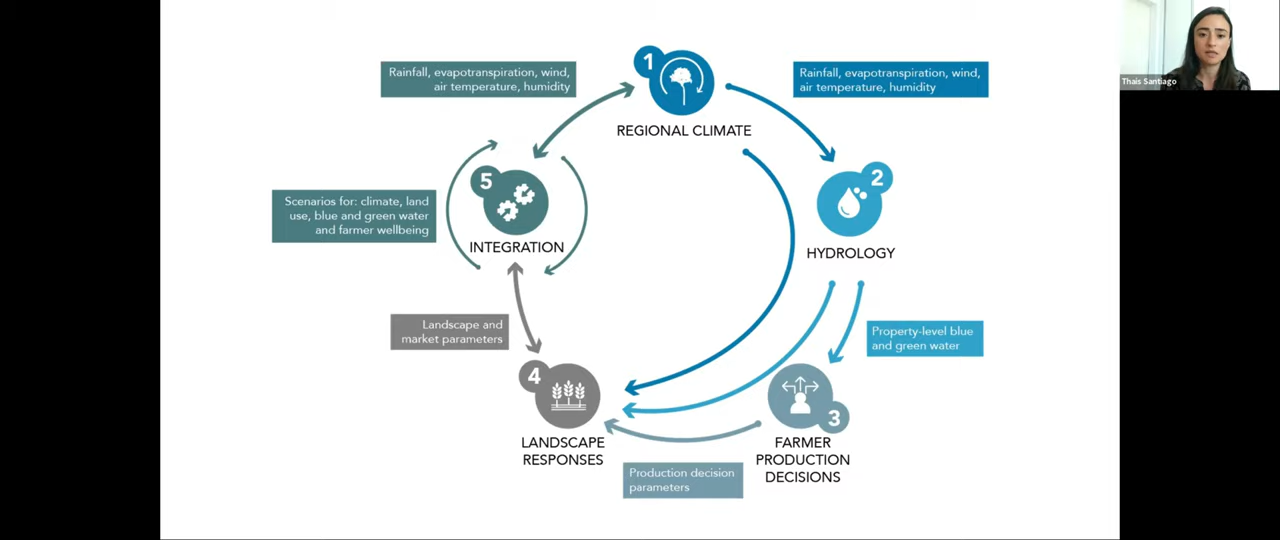 Rainfall, evapotranspiration, wind,
air temperature, humidity
1
REGIONAL CLIMATE
Rainfall, evapotranspiration, wind,
air temperature, humidity
Thais Santiago
2
HYDROLOGY
5
INTEGRATION
Scenarios for: climate, land
use, blue and green water
and farmer wellbeing
Landscape and
market parameters
Property-level blue
and green water
4
LANDSCAPE
RESPONSES
3
FARMER
PRODUCTION
DECISIONS
Production decision
parameters